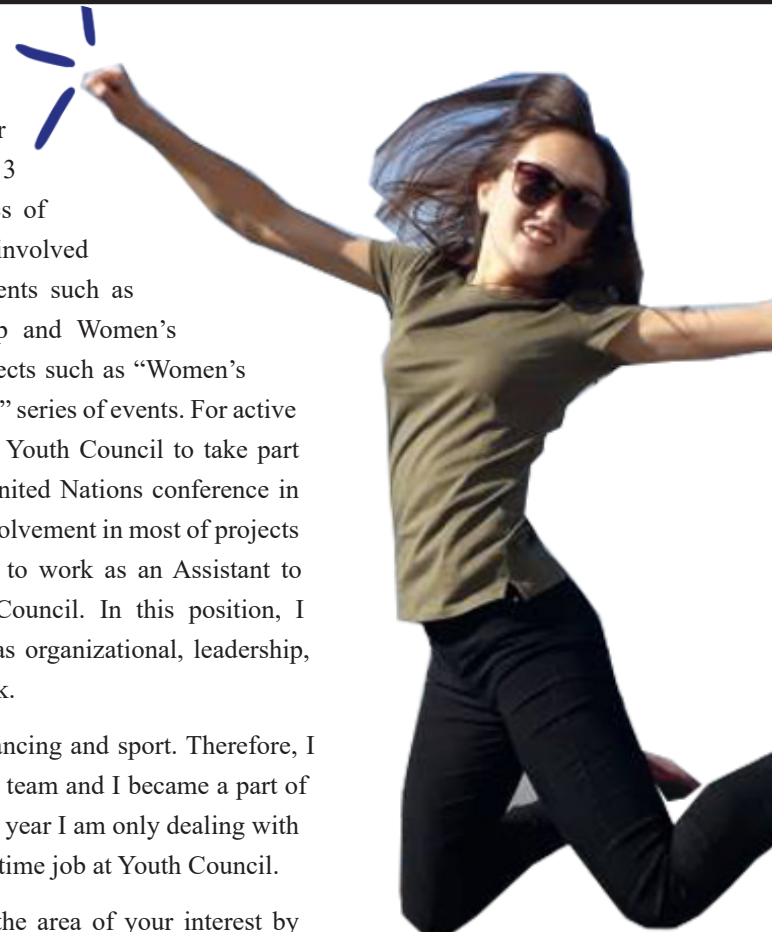 r
3
s of
involved
ents such as
p and Women’s
ects such as “Women’s
” series of events. For active
Youth Council to take part
nited Nations conference in
olvement in most of projects
to work as an Assistant to
Council. In this position, I
as organizational, leadership,
k.
ancing and sport. Therefore, I
team and I became a part of
year I am only dealing with
time job at Youth Council.
the area of your interest by